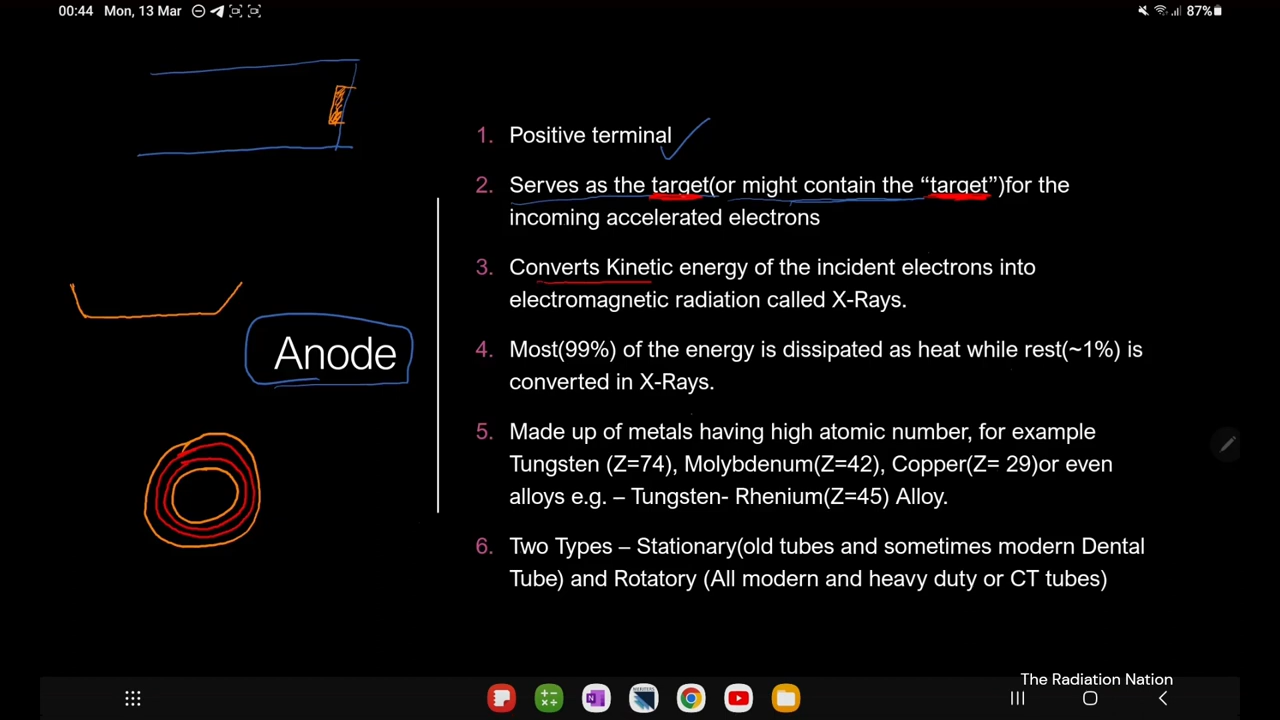 00:44 Mon, 13 Mar
87%
1. Positive terminal
2. Serves as the target(or might contain the “target”)for the
incoming accelerated electrons
3. Converts Kinetic energy of the incident electrons into
electromagnetic radiation called X-Rays.
Anode
4. Most(99%) of the energy is dissipated as heat while rest(~1%) is
converted in X-Rays.
5. Made up of metals having high atomic number, for example
Tungsten (Z=74), Molybdenum(Z=42), Copper(Z= 29)or even
alloys e.g. – Tungsten- Rhenium(Z=45) Alloy.
6. Two Types – Stationary(old tubes and sometimes modern Dental
Tube) and Rotatory (All modern and heavy duty or CT tubes)
The Radiation Nation